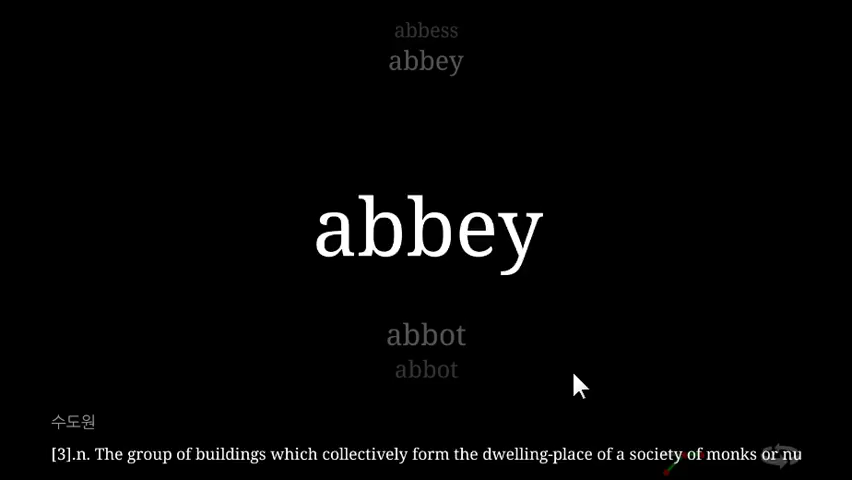 abbess
abbey
abbey
abbot
abbot
수도원
[3].n. The group of buildings which collectively form the dwelling-place of a society of monks or nu